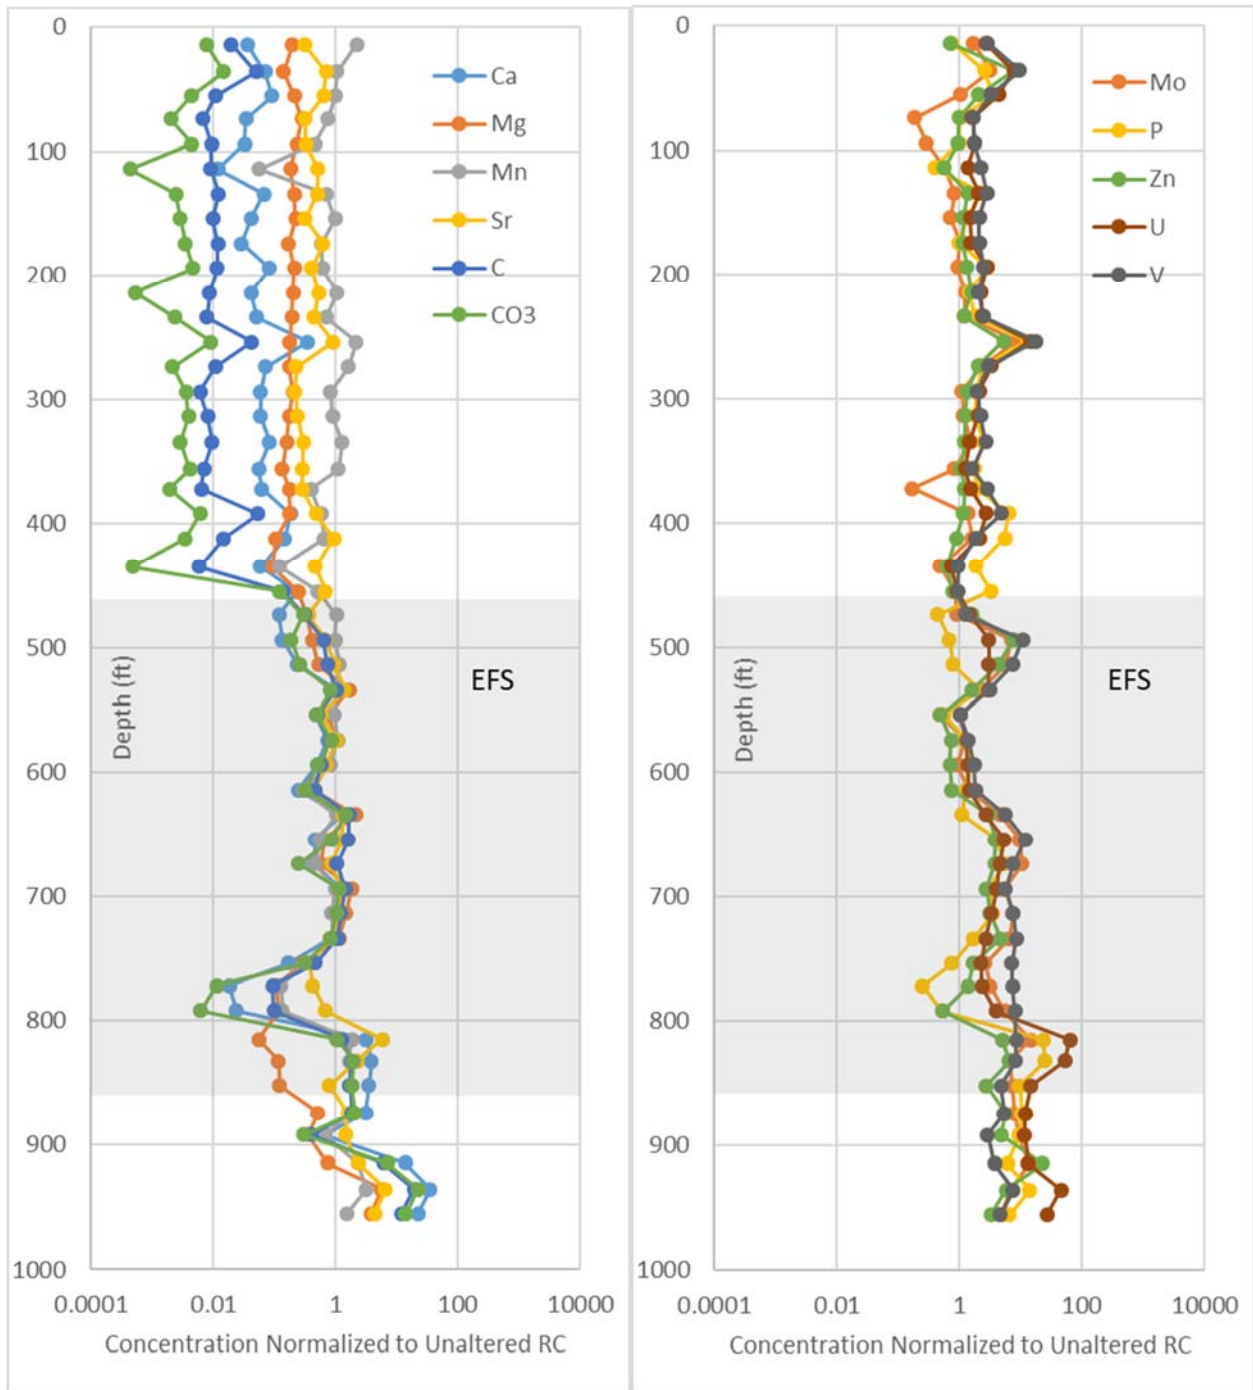 0
100
200
300
400
500
600
700
800
900
1000
Depth (ft)
Ca
Mg
Mn
Sr
C
CO3
EFS
0.0001 0.01 1 100 10000
Concentration Normalized to Unaltered RC
0
100
200
300
400
500
600
700
800
900
1000
Depth (ft)
Mo
P
Zn
U
V
EFS
0.0001 0.01 1 100 10000
Concentration Normalized to Unaltered RC